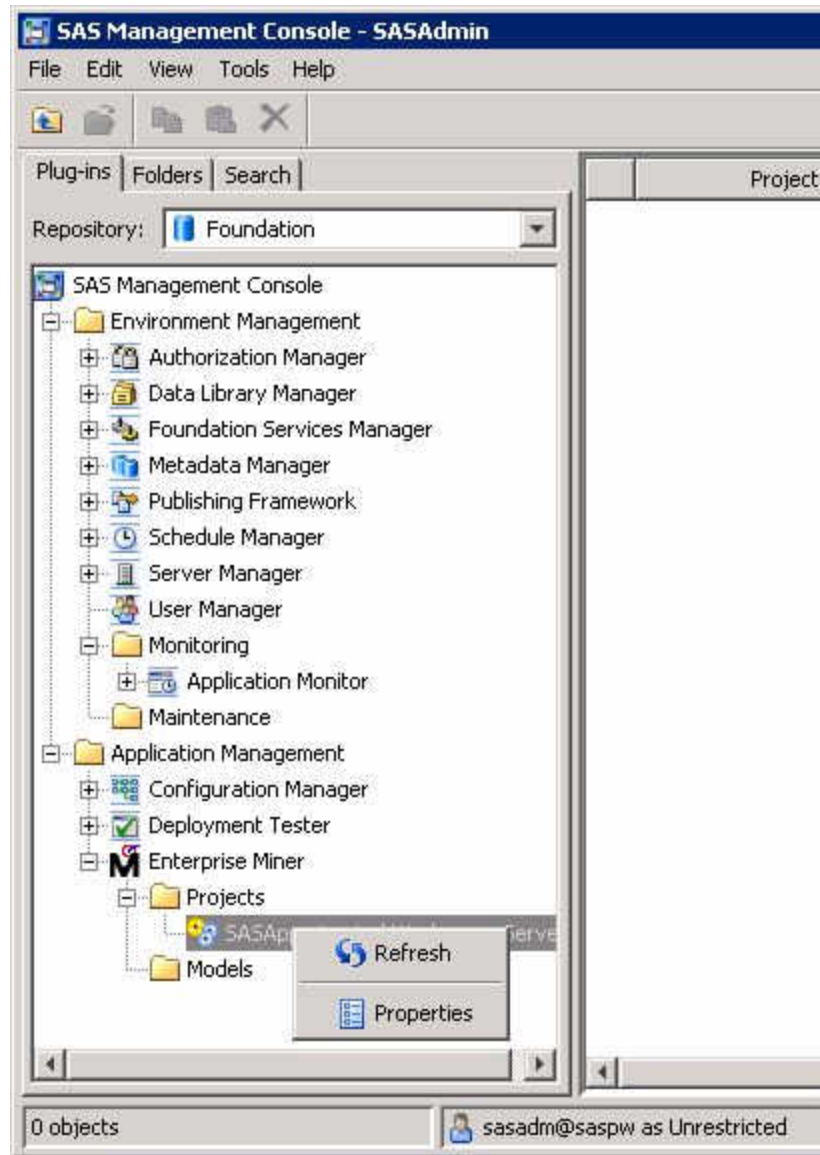 SAS Management Console - SASAdmin
File Edit View Tools Help
Plug-ins Folders Search
Project
Repository: Foundation
SAS Management Console
Environment Management
Authorization Manager
Data Library Manager
Foundation Services Manager
Metadata Manager
Publishing Framework
Schedule Manager
Server Manager
User Manager
Monitoring
Application Monitor
Maintenance
Application Management
Configuration Manager
Deployment Tester
Enterprise Miner
Projects
SASAp Serve
Refresh
Models
Properties
0 objects
sasadm@saspw as Unrestricted